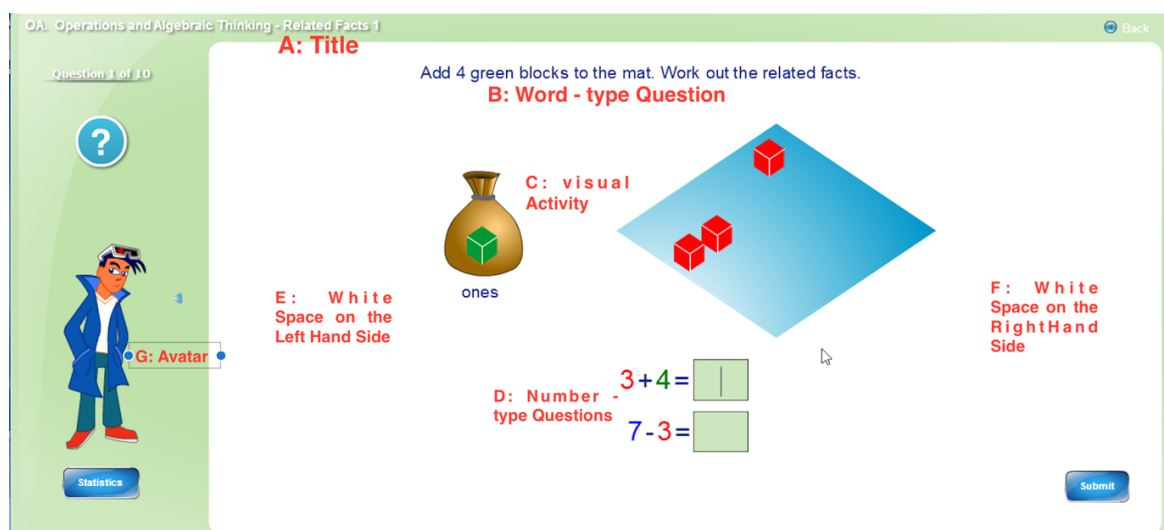 OA. Operations and Algebraic Thinking - Related Facts 1
Back
A: Title
Question 1 of 10
Add 4 green blocks to the mat. Work out the related facts.
B: Word - type Question
?
C: visual
Activity
ones
E: White
Space on the
Left Hand Side
F: White
Space on the
RightHand
Side
G: Avatar
D: Number -
type Questions
3+4=
7-3=
Statistics
Submit